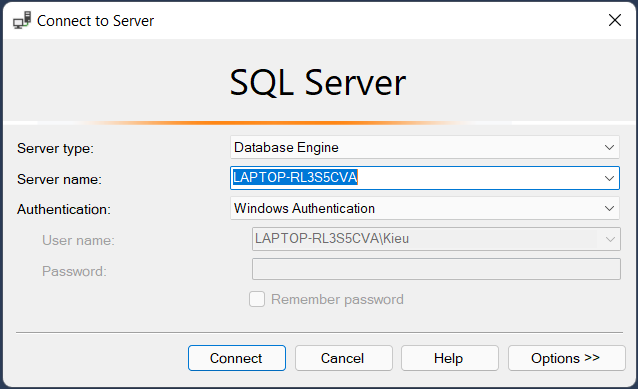 Connect to Server
SQL Server
Server type: Database Engine
Server name: LAPTOP-RL3S5CVA
Authentication: Windows Authentication
User name: LAPTOP-RL3S5CVA\Kieu
Password:
Remember password
Connect Cancel Help Options >>